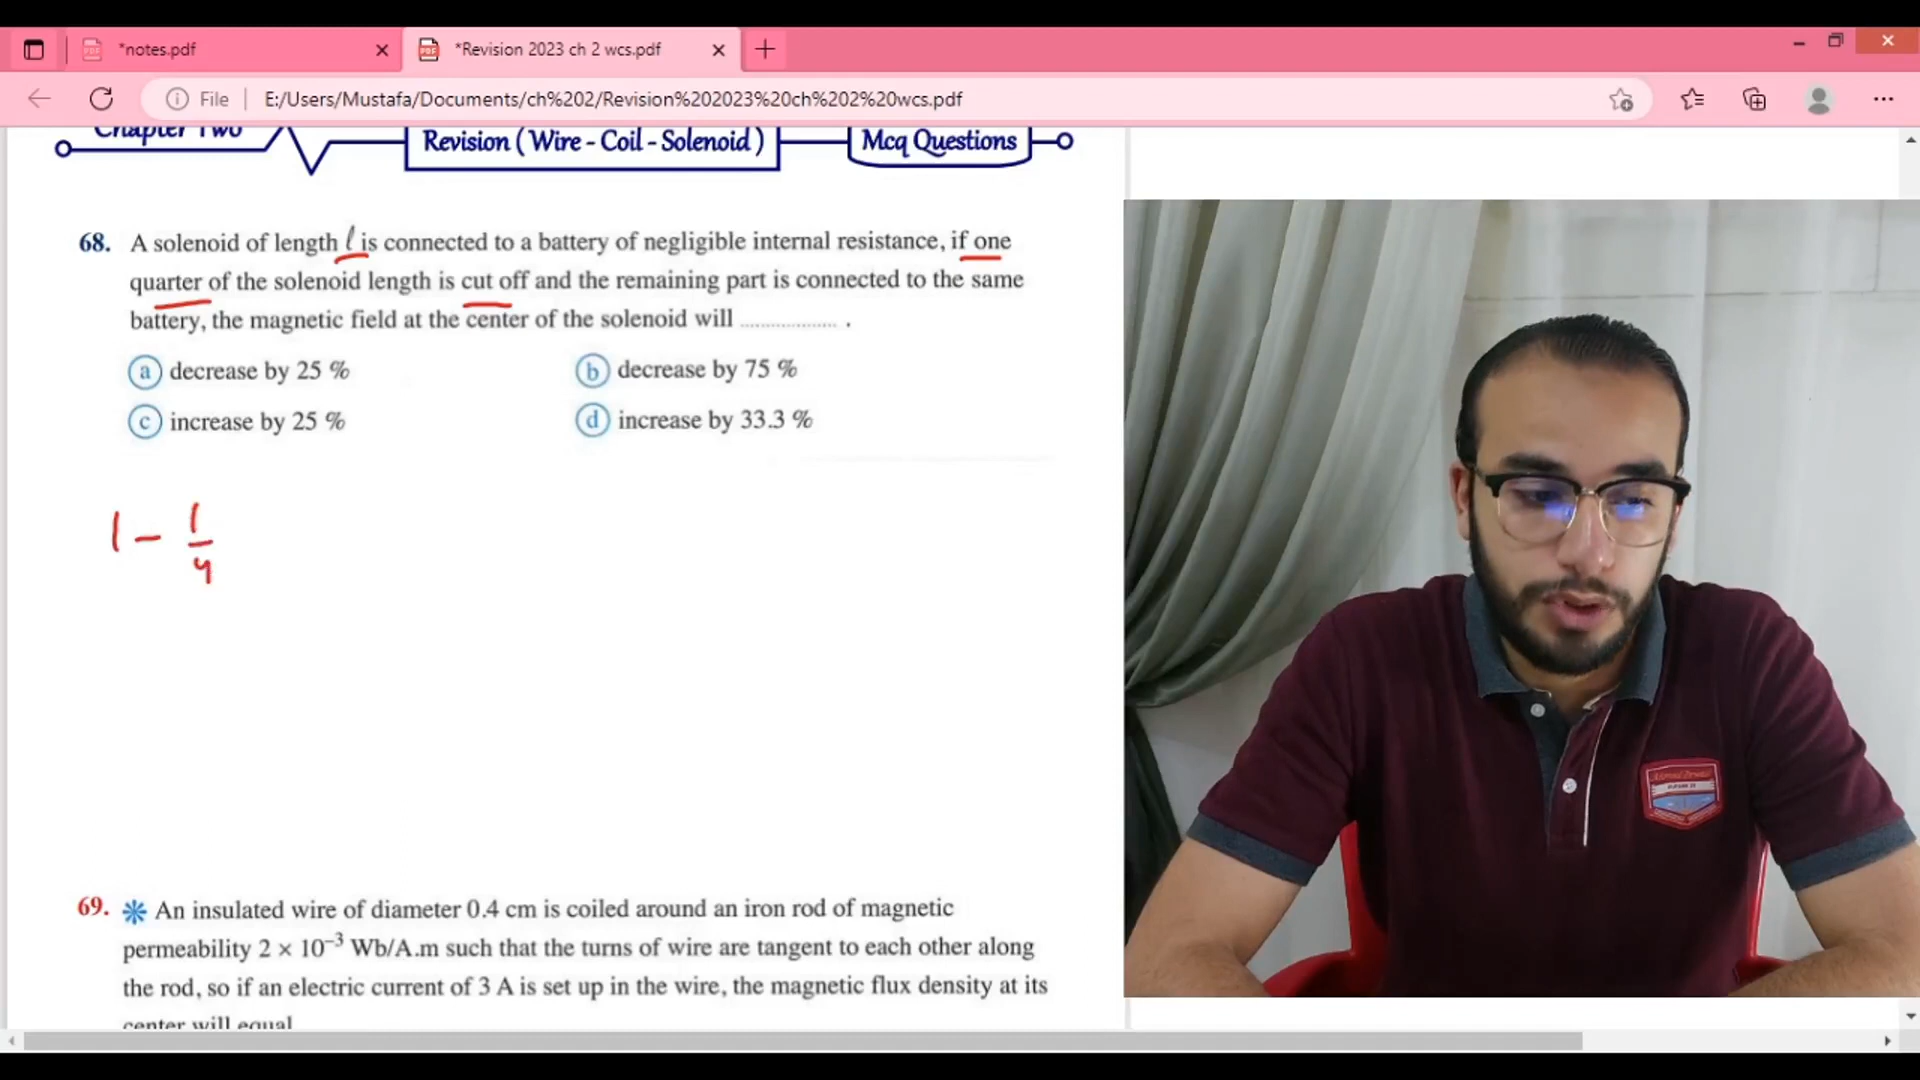 *notes.pdf
*Revision 2023 ch 2 wcs.pdf
File
E:/Users/Mustafa/Documents/ch%202/Revision%202023%20ch%202%20wcs.pdf
Chapter Two
Revision (Wire - Coil - Solenoid)
Mcq Questions
68. A solenoid of length l is connected to a battery of negligible internal resistance, if one
quarter of the solenoid length is cut off and the remaining part is connected to the same
battery, the magnetic field at the center of the solenoid will .................. .
a decrease by 25 %
b decrease by 75 %
c increase by 25 %
d increase by 33.3 %
1 - 1/4
69. * An insulated wire of diameter 0.4 cm is coiled around an iron rod of magnetic
permeability 2 × 10⁻³ Wb/A.m such that the turns of wire are tangent to each other along
the rod, so if an electric current of 3 A is set up in the wire, the magnetic flux density at its
center will equal